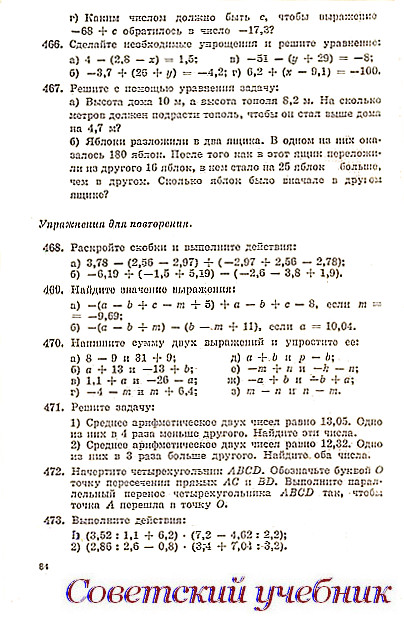 г) Каким числом должно быть c, чтобы выражение
−68 + c обратилось в число −17,3?
466. Сделайте необходимые упрощения и решите уравнение:
а) 4 − (2,8 − x) = 1,5; в) −51 − (y + 29) = −8;
б) −3,7 + (25 + y) = −4,2; г) 6,2 + (x − 9,1) = −100.
467. Решите с помощью уравнения задачу:
а) Высота дома 10 м, а высота тополя 8,2 м. На сколько
метров должен подрасти тополь, чтобы он стал выше дома
на 4,7 м?
б) Яблоки разложили в два ящика. В одном из них ока-
залось 180 яблок. После того как в этот ящик переложи-
ли из другого 16 яблок, в нем стало на 25 яблок больше,
чем в другом. Сколько яблок было вначале в другом
ящике?
Упражнения для повторения.
468. Раскройте скобки и выполните действия:
а) 3,78 − (2,56 − 2,97) + (−2,97 + 2,56 − 2,78);
б) −6,19 + (−1,5 + 5,19) − (−2,6 − 3,8 + 1,9).
469. Найдите значение выражения:
а) −(a − b + c − m + 5) + a − b + c − 8, если m =
= −9,69;
б) −(a − b + m) − (b − m + 11), если a = 10,04.
470. Напишите сумму двух выражений и упростите ее:
а) 8 − 9 и 31 + 9; д) a + b и p − b;
б) a + 13 и −13 + b; е) −m + n и −k − n;
в) 1,1 + a и −26 − a; ж) −a + b и −b + a;
г) −4 − m и m + 6,4; з) m − n и n − m.
471. Решите задачу:
1) Среднее арифметическое двух чисел равно 13,05. Одно
из них в 4 раза меньше другого. Найдите эти числа.
2) Среднее арифметическое двух чисел равно 12,32. Одно
из них в 3 раза больше другого. Найдите оба числа.
472. Начертите четырехугольник ABCD. Обозначьте буквой O
точку пересечения прямых AC и BD. Выполните парал-
лельный перенос четырехугольника ABCD так, чтобы
точка A перешла в точку O.
473. Выполните действия:
1) (3,52 : 1,1 + 6,2) · (7,2 − 4,62 : 2,2);
2) (2,86 : 2,6 − 0,8) · (3,4 + 7,04 : 3,2).
84
Советский учебник